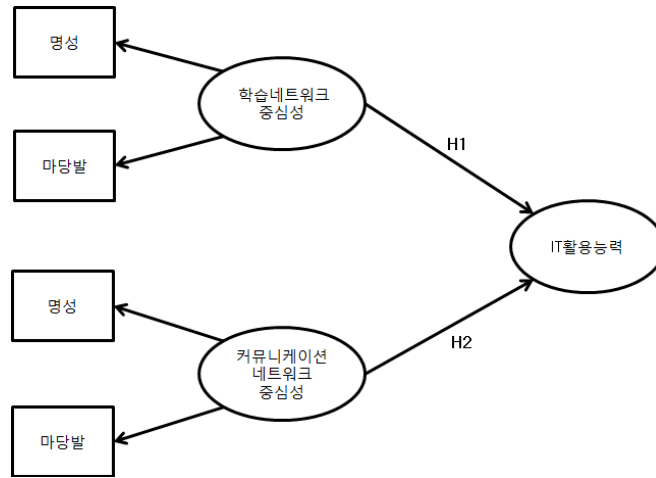 명성
학습네트워크
중심성
마당발
H1
IT활용능력
명성
H2
커뮤니케이션
네트워크
중심성
마당발